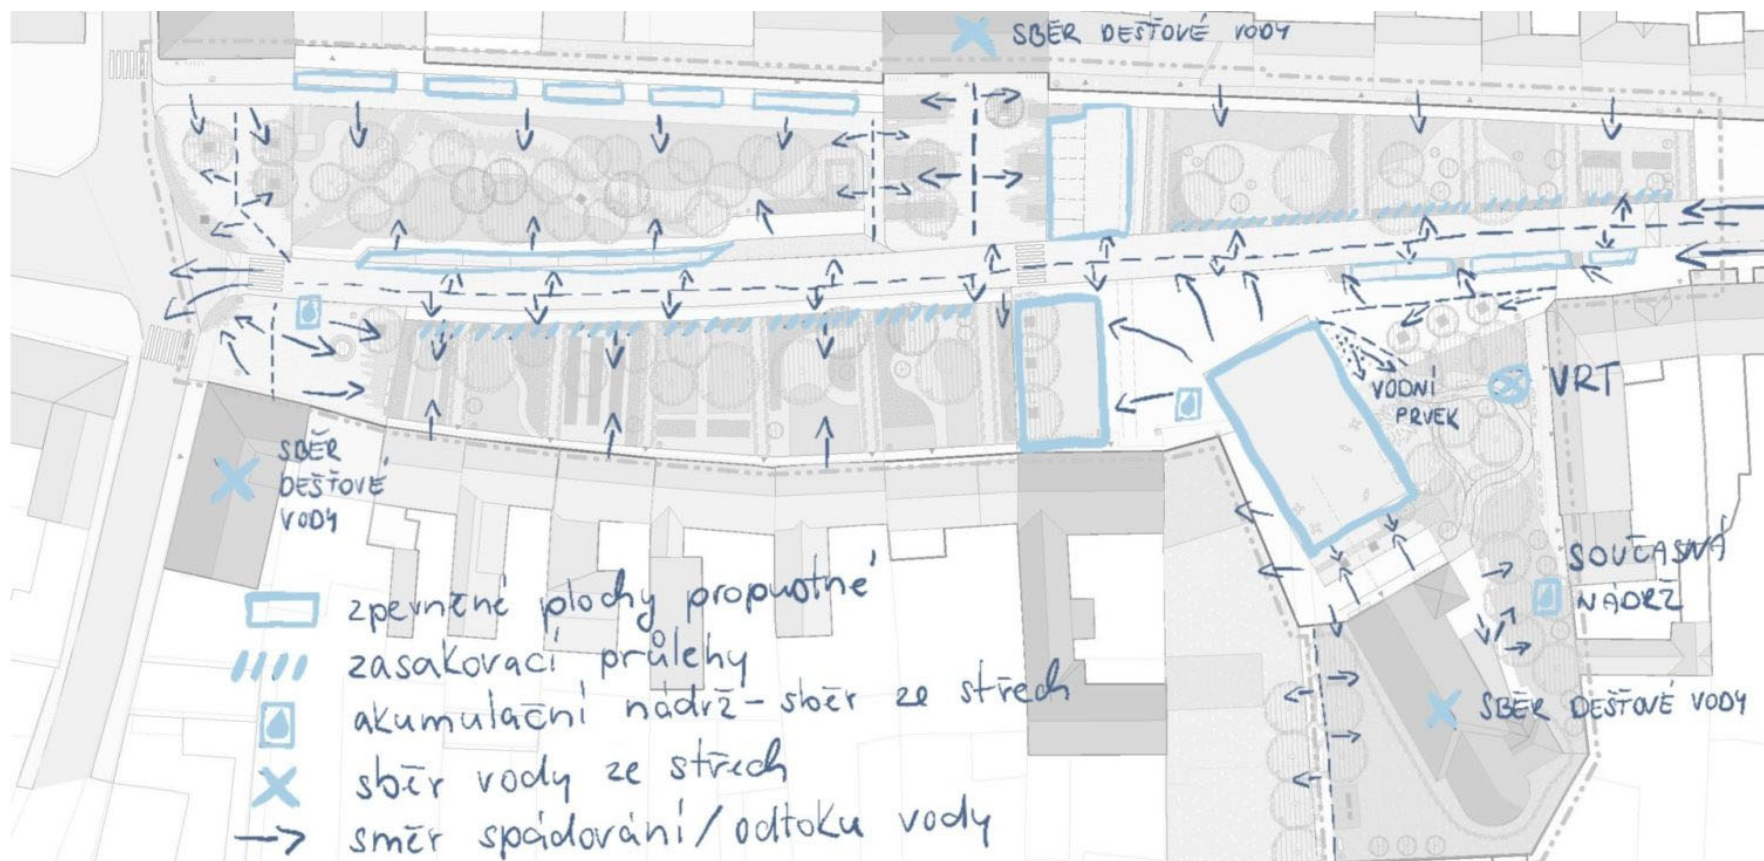 SBĚR DEŠŤOVÉ VODY
VODNÍ
PRVEK
VRT
SBĚR
DEŠŤOVÉ
VODY
SOUČASNÁ
NÁDRŽ
SBĚR DEŠŤOVÉ VODY
zpevněné plochy propustné
zasakovací průlehy
akumulační nádrž - sběr ze střech
sběr vody ze střech
směr spádování/odtoku vody